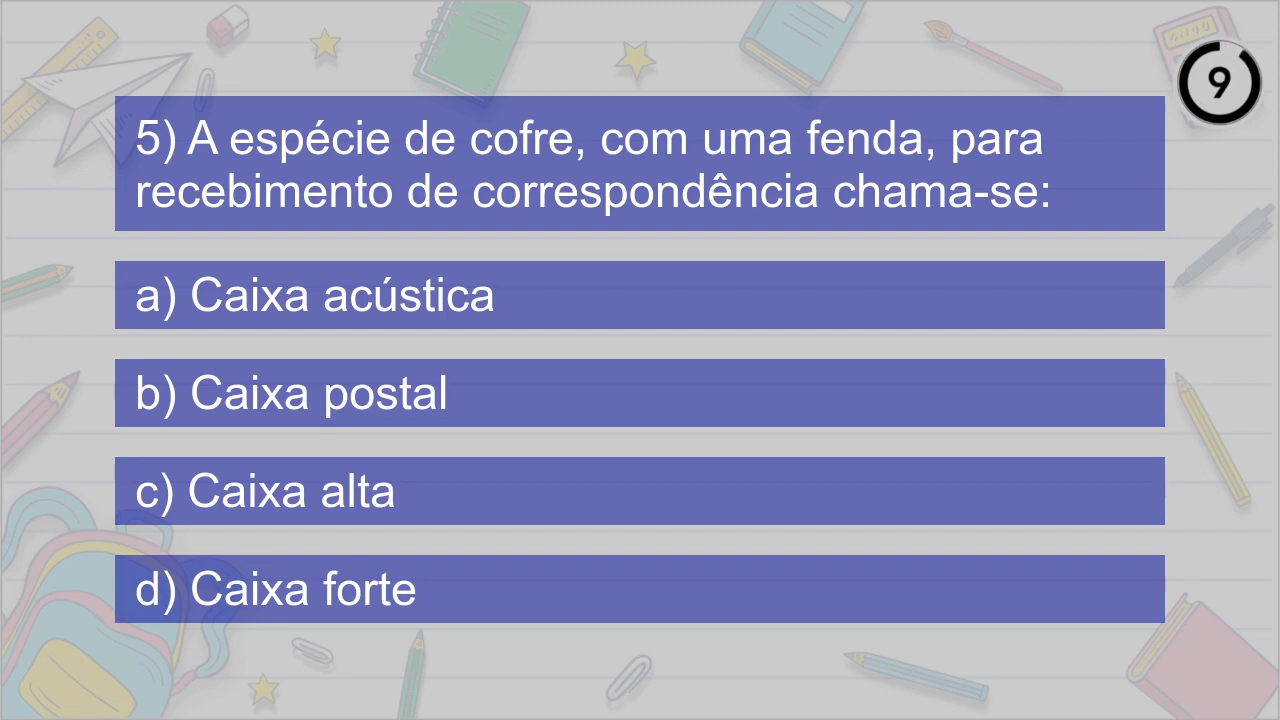 9
5) A espécie de cofre, com uma fenda, para
recebimento de correspondência chama-se:
a) Caixa acústica
b) Caixa postal
c) Caixa alta
d) Caixa forte